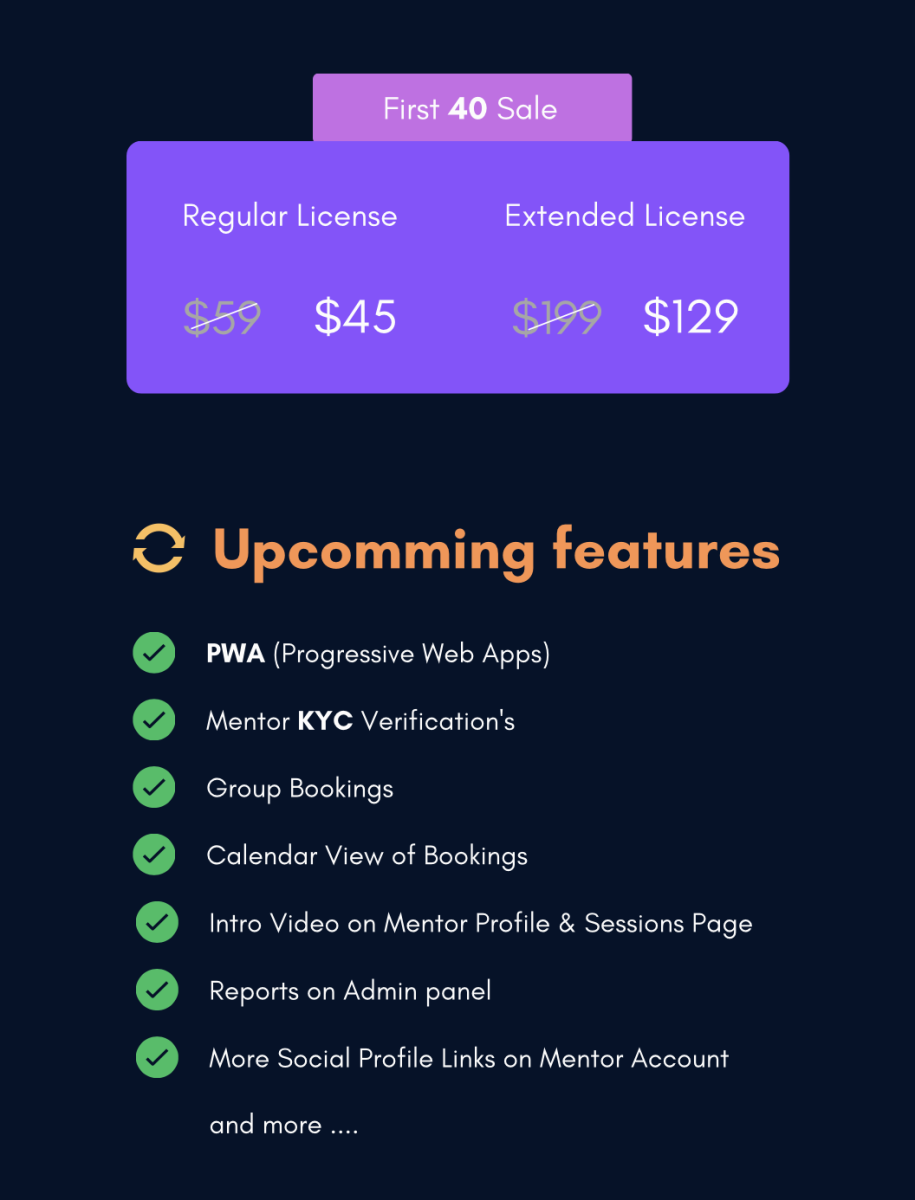 First 40 Sale
Regular License Extended License
$59 $45 $199 $129
Upcomming features
PWA (Progressive Web Apps)
Mentor KYC Verification's
Group Bookings
Calendar View of Bookings
Intro Video on Mentor Profile & Sessions Page
Reports on Admin panel
More Social Profile Links on Mentor Account
and more ....